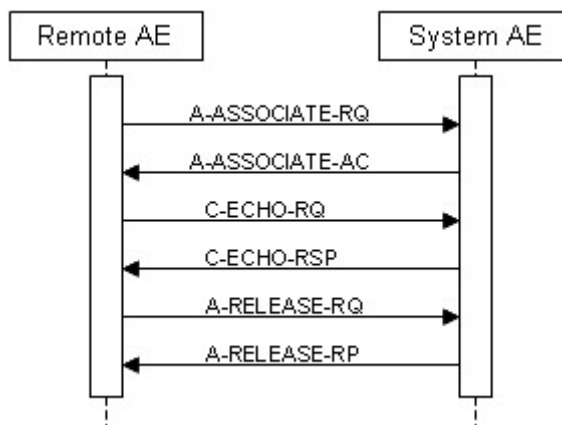 Remote AE
System AE
A-ASSOCIATE-RQ
A-ASSOCIATE-AC
C-ECHO-RQ
C-ECHO-RSP
A-RELEASE-RQ
A-RELEASE-RP